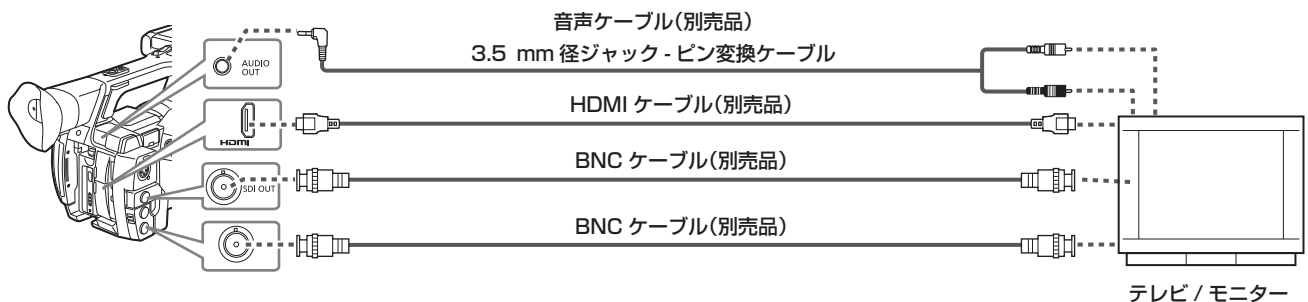 音声ケーブル(別売品)
3.5 mm 径ジャック - ピン変換ケーブル
AUDIO
OUT
HDMI ケーブル(別売品)
HDMI
BNC ケーブル(別売品)
SDI OUT
BNC ケーブル(別売品)
テレビ / モニター